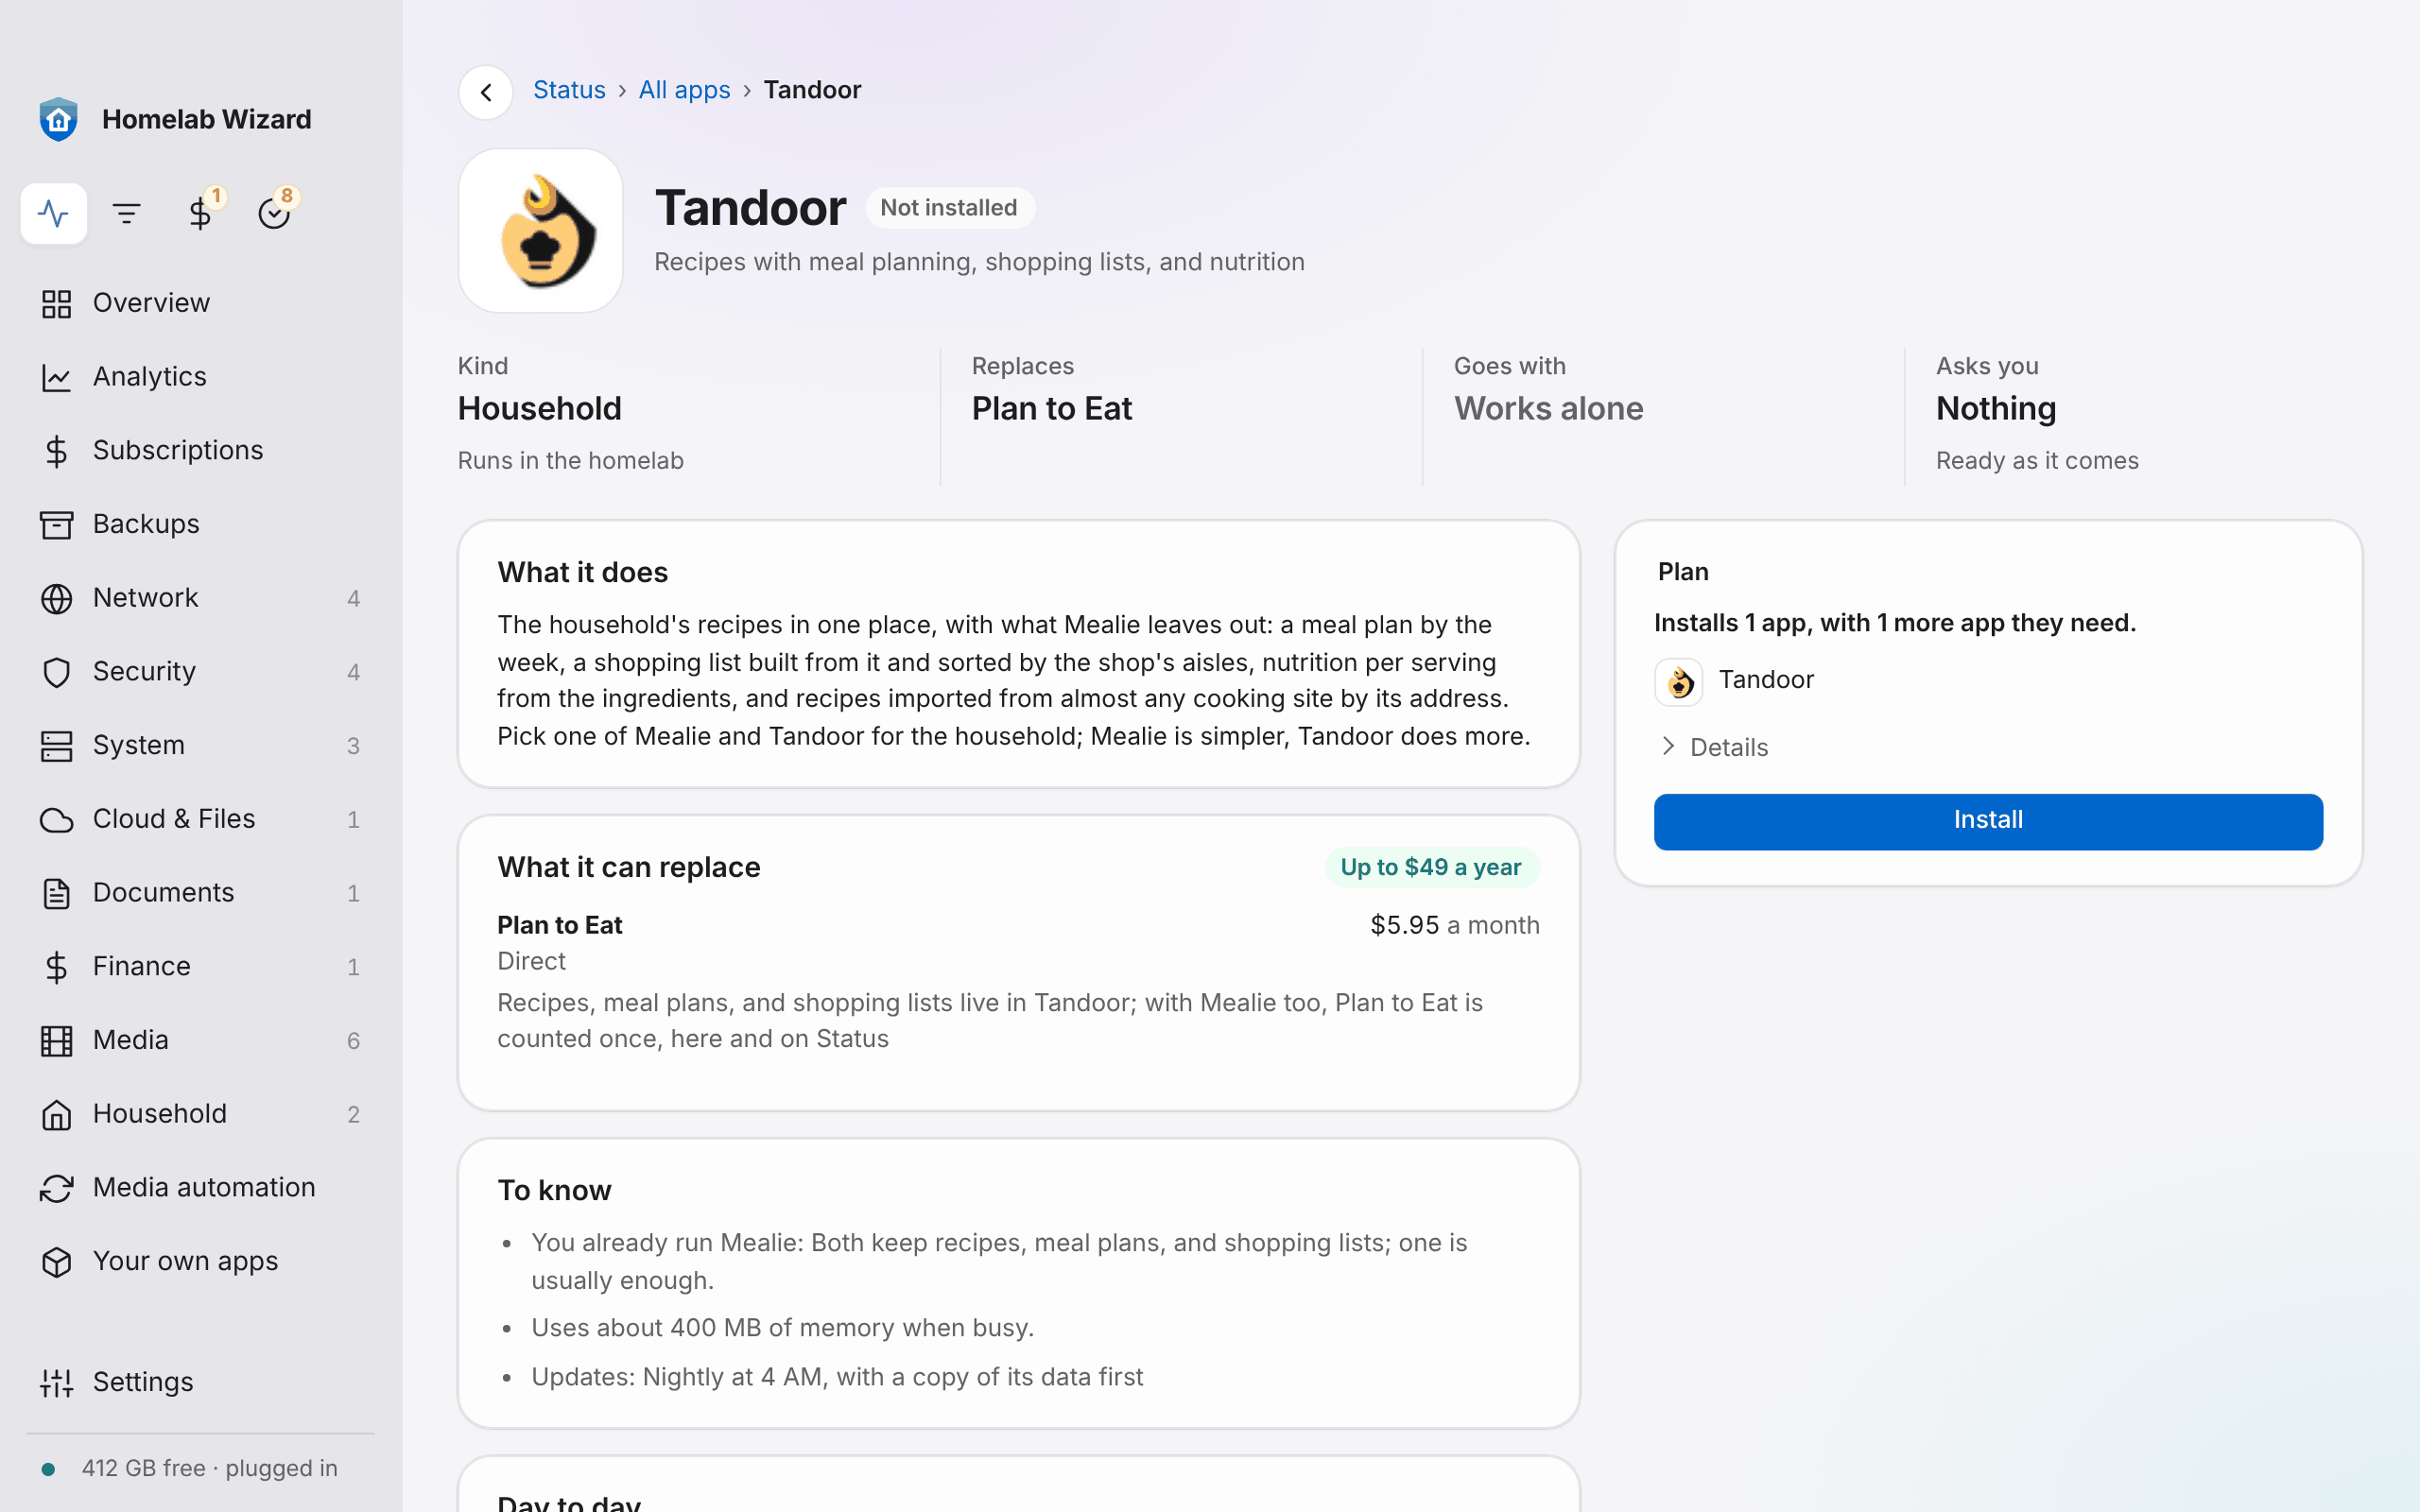 Homelab Wizard
1
8
Overview
Analytics
Subscriptions
Backups
Network 4
Security 4
System 3
Cloud & Files 1
Documents 1
Finance 1
Media 6
Household 2
Media automation
Your own apps
Settings
412 GB free · plugged in
Status › All apps › Tandoor
Tandoor Not installed
Recipes with meal planning, shopping lists, and nutrition
Kind
Household
Runs in the homelab
Replaces
Plan to Eat
Goes with
Works alone
Asks you
Nothing
Ready as it comes
What it does
The household's recipes in one place, with what Mealie leaves out: a meal plan by the
week, a shopping list built from it and sorted by the shop's aisles, nutrition per serving
from the ingredients, and recipes imported from almost any cooking site by its address.
Pick one of Mealie and Tandoor for the household; Mealie is simpler, Tandoor does more.
What it can replace Up to $49 a year
Plan to Eat $5.95 a month
Direct
Recipes, meal plans, and shopping lists live in Tandoor; with Mealie too, Plan to Eat is
counted once, here and on Status
To know
• You already run Mealie: Both keep recipes, meal plans, and shopping lists; one is
usually enough.
• Uses about 400 MB of memory when busy.
• Updates: Nightly at 4 AM, with a copy of its data first
Day to day
Plan
Installs 1 app, with 1 more app they need.
Tandoor
Details
Install